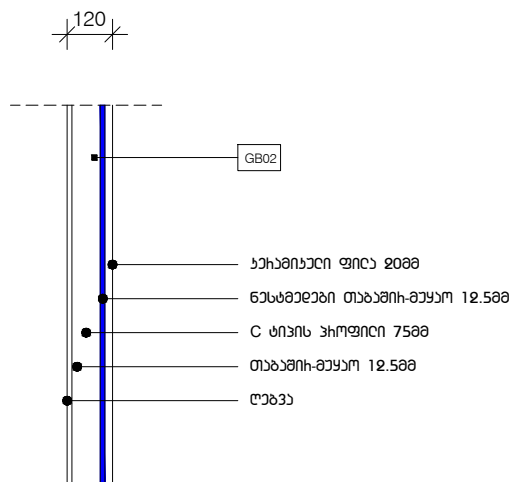 120
GB02
კერამიკული ფილა 20მმ
ნესტმედეგი თაბაშირ-მუყაო 12.5მმ
C ტიპის პროფილი 75მმ
თაბაშირ-მუყაო 12.5მმ
ღებვა